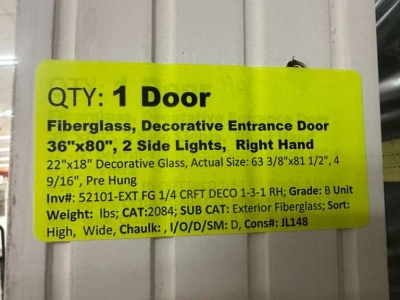 QTY: 1 Door
Fiberglass, Decorative Entrance Door
36"x80", 2 Side Lights, Right Hand
22"x18" Decorative Glass, Actual Size: 63 3/8"x81 1/2", 4
9/16", Pre Hung
Inv#: 52101-EXT FG 1/4 CRFT DECO 1-3-1 RH; Grade: B Unit
Weight: lbs; CAT:2084; SUB CAT: Exterior Fiberglass; Sort:
High, Wide, Chaulk: , I/O/D/SM: D, Cons#: JL148